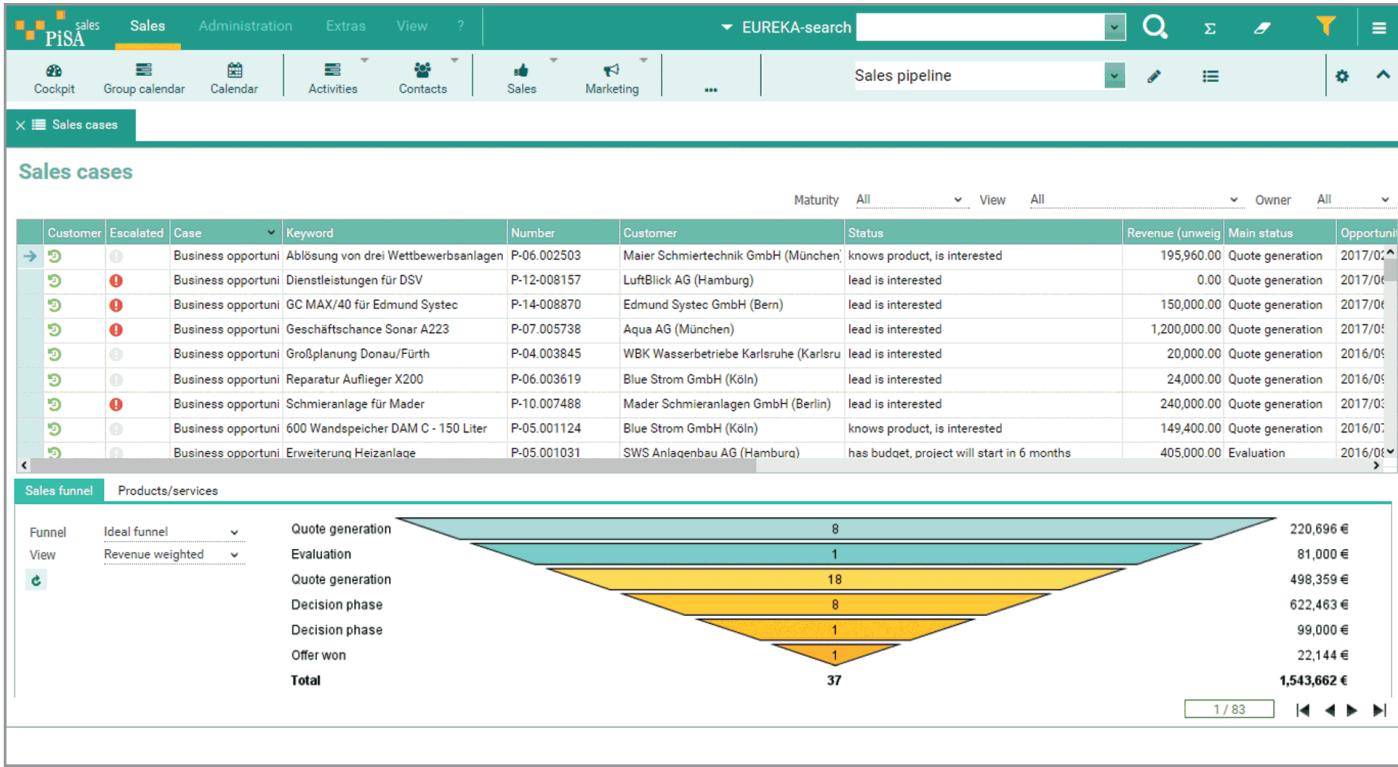 sales
PiSA
Sales Administration Extras View ?
EUREKA-search
Σ
Cockpit Group calendar Calendar Activities Contacts Sales Marketing ...
Sales pipeline
Sales cases
Sales cases
Maturity All View All Owner All
Customer Escalated Case Keyword Number Customer Status Revenue (unweig Main status Opportunit
Business opportuni Ablösung von drei Wettbewerbsanlagen P-06.002503 Maier Schmiertechnik GmbH (München) knows product, is interested 195,960.00 Quote generation 2017/02
Business opportuni Dienstleistungen für DSV P-12-008157 LuftBlick AG (Hamburg) lead is interested 0.00 Quote generation 2017/06
Business opportuni GC MAX/40 für Edmund Systec P-14-008870 Edmund Systec GmbH (Bern) lead is interested 150,000.00 Quote generation 2017/06
Business opportuni Geschäftschance Sonar A223 P-07.005738 Aqua AG (München) lead is interested 1,200,000.00 Quote generation 2017/05
Business opportuni Großplanung Donau/Fürth P-04.003845 WBK Wasserbetriebe Karlsruhe (Karlsru lead is interested 20,000.00 Quote generation 2016/09
Business opportuni Reparatur Auflieger X200 P-06.003619 Blue Strom GmbH (Köln) lead is interested 24,000.00 Quote generation 2016/09
Business opportuni Schmieranlage für Mader P-10.007488 Mader Schmieranlagen GmbH (Berlin) lead is interested 240,000.00 Quote generation 2017/03
Business opportuni 600 Wandspeicher DAM C - 150 Liter P-05.001124 Blue Strom GmbH (Köln) knows product, is interested 149,400.00 Quote generation 2016/07
Business opportuni Erweiterung Heizanlage P-05.001031 SWS Anlagenbau AG (Hamburg) has budget, project will start in 6 months 405,000.00 Evaluation 2016/08
Sales funnel Products/services
Funnel Ideal funnel
View Revenue weighted
Quote generation 8 220,696 €
Evaluation 1 81,000 €
Quote generation 18 498,359 €
Decision phase 8 622,463 €
Decision phase 1 99,000 €
Offer won 1 22,144 €
Total 37 1,543,662 €
1 / 83